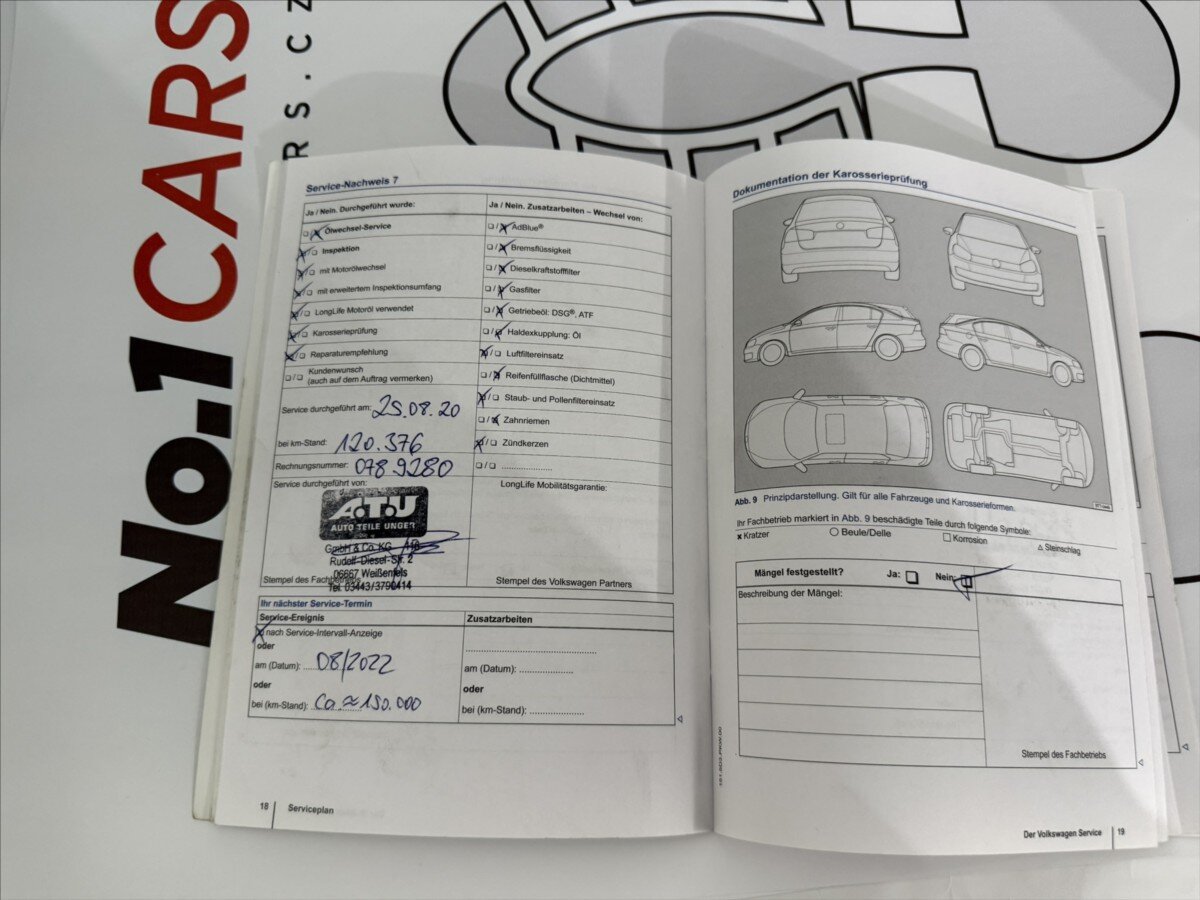 No.1 CARS
RS.CZ
Service-Nachweis 7
Ja / Nein. Durchgeführt wurde:
❏ / ❏ Ölwechsel-Service
❏ / ❏ Inspektion
❏ / ❏ mit Motorölwechsel
❏ / ❏ mit erweitertem Inspektionsumfang
❏ / ❏ LongLife Motoröl verwendet
❏ / ❏ Karosserieprüfung
❏ / ❏ Reparaturempfehlung
❏ / ❏ Kundenwunsch
(auch auf dem Auftrag vermerken)
Service durchgeführt am: 25.08.20
bei km-Stand: 120.376
Rechnungsnummer: 0789280
Service durchgeführt von:
A.T.U
AUTO TEILE UNGER
GmbH & Co. KG
Rudolf-Diesel-Str. 2
06667 Weißenfels
Tel. 03443/3790414
Stempel des Fachbetriebs
Ja / Nein. Zusatzarbeiten – Wechsel von:
❏ / ❏ AdBlue®
❏ / ❏ Bremsflüssigkeit
❏ / ❏ Dieselkraftstofffilter
❏ / ❏ Gasfilter
❏ / ❏ Getriebeöl: DSG®, ATF
❏ / ❏ Haldexkupplung: Öl
❏ / ❏ Luftfiltereinsatz
❏ / ❏ Reifenfüllflasche (Dichtmittel)
❏ / ❏ Staub- und Pollenfiltereinsatz
❏ / ❏ Zahnriemen
❏ / ❏ Zündkerzen
❏ / ❏ .....................
LongLife Mobilitätsgarantie:
Stempel des Volkswagen Partners
Ihr nächster Service-Termin
Service-Ereignis
❏ nach Service-Intervall-Anzeige
oder
am (Datum): 08/2022
oder
bei (km-Stand): ca. ≈ 150.000
Zusatzarbeiten
am (Datum): ....................
oder
bei (km-Stand): ....................
18 Serviceplan
Dokumentation der Karosserieprüfung
Abb. 9 Prinzipdarstellung. Gilt für alle Fahrzeuge und Karosserieformen.
Ihr Fachbetrieb markiert in Abb. 9 beschädigte Teile durch folgende Symbole:
x Kratzer ○ Beule/Delle □ Korrosion △ Steinschlag
Mängel festgestellt? Ja: ❏ Nein: ❏
Beschreibung der Mängel:
Stempel des Fachbetriebs
Der Volkswagen Service 19